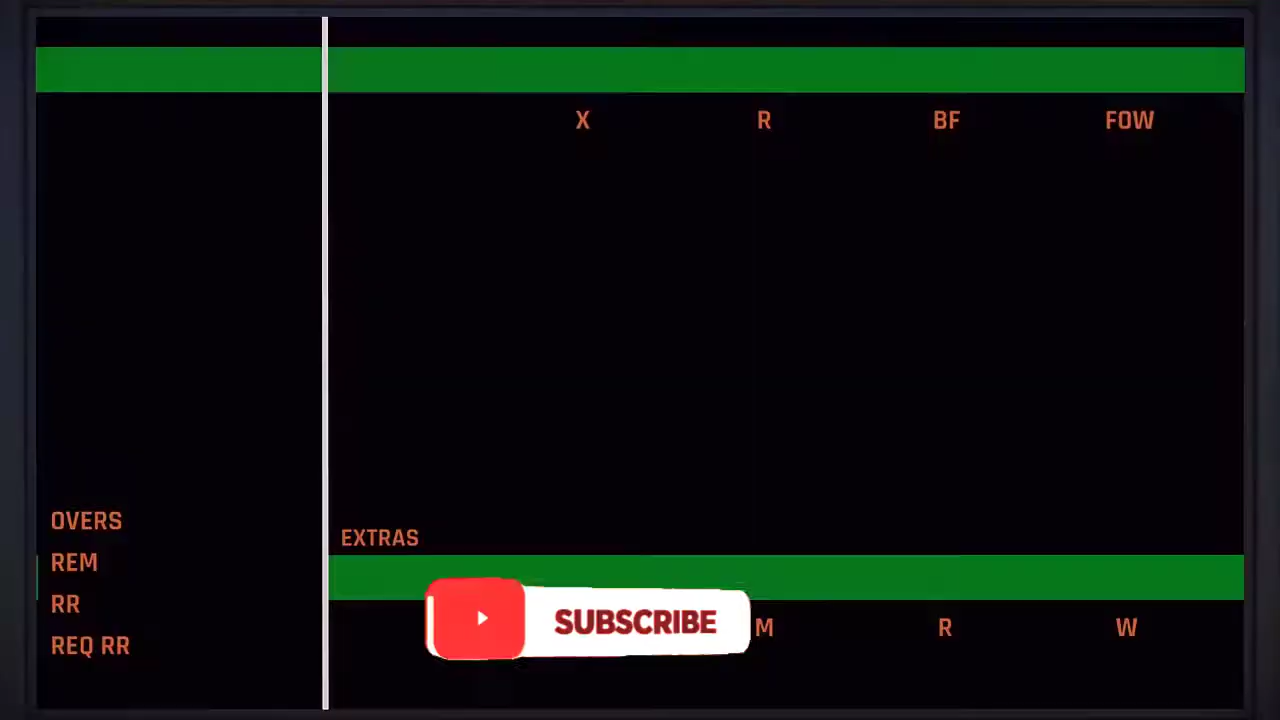 X R BF FOW
OVERS
REM
RR
REQ RR
EXTRAS
SUBSCRIBE
M R W